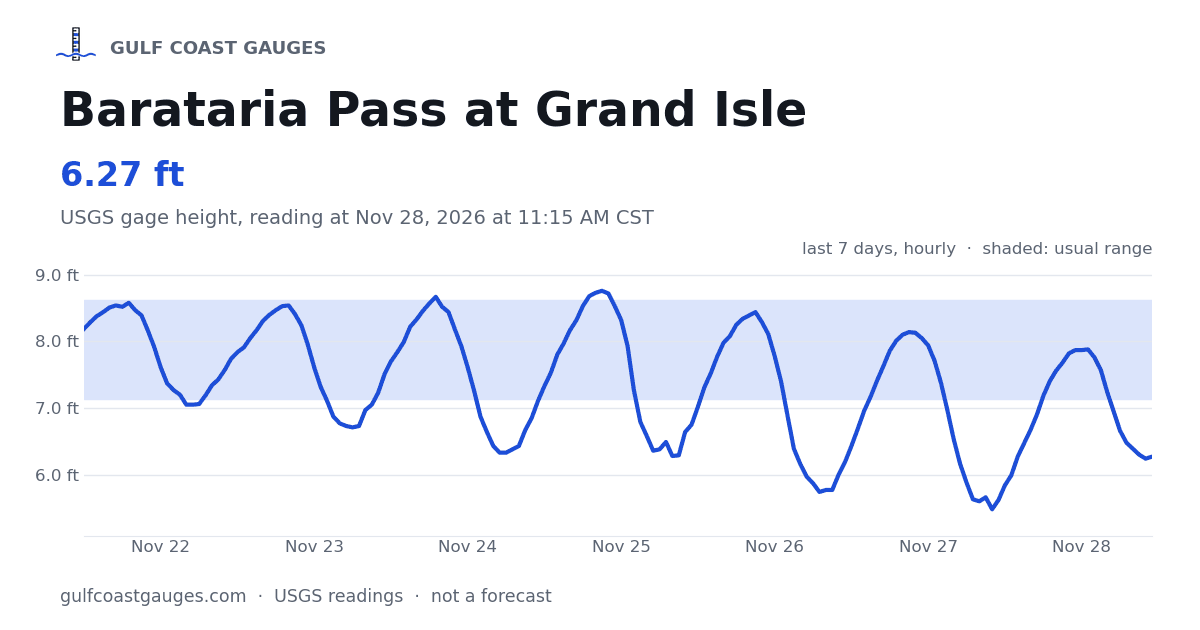 GULF COAST GAUGES
Barataria Pass at Grand Isle
6.27 ft
USGS gage height, reading at Nov 28, 2026 at 11:15 AM CST
last 7 days, hourly · shaded: usual range
9.0 ft
8.0 ft
7.0 ft
6.0 ft
Nov 22 Nov 23 Nov 24 Nov 25 Nov 26 Nov 27 Nov 28
gulfcoastgauges.com · USGS readings · not a forecast